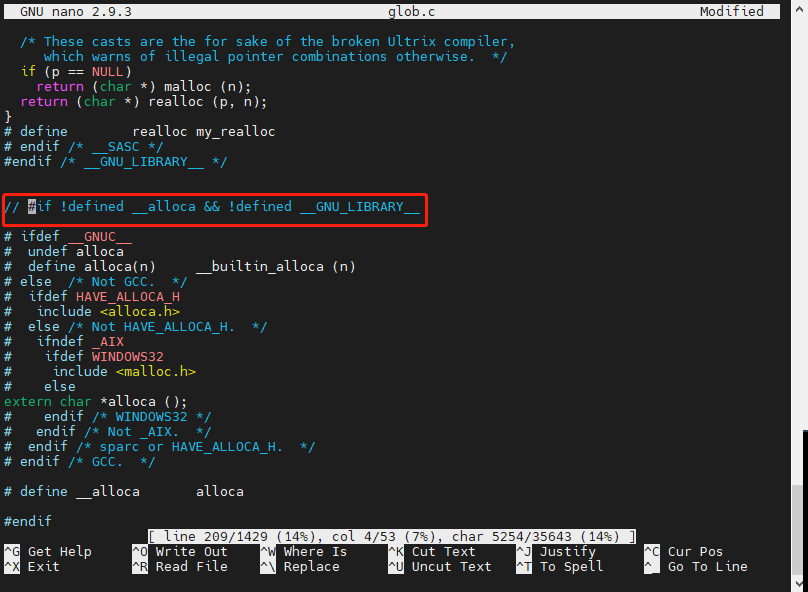 GNU nano 2.9.3 glob.c Modified
/* These casts are the for sake of the broken Ultrix compiler,
which warns of illegal pointer combinations otherwise. */
if (p == NULL)
return (char *) malloc (n);
return (char *) realloc (p, n);
}
# define realloc my_realloc
# endif /* __SASC */
#endif /* __GNU_LIBRARY__ */
// #if !defined __alloca && !defined __GNU_LIBRARY__
# ifdef __GNUC__
# undef alloca
# define alloca(n) __builtin_alloca (n)
# else /* Not GCC. */
# ifdef HAVE_ALLOCA_H
# include <alloca.h>
# else /* Not HAVE_ALLOCA_H. */
# ifndef _AIX
# ifdef WINDOWS32
# include <malloc.h>
# else
extern char *alloca ();
# endif /* WINDOWS32 */
# endif /* Not _AIX. */
# endif /* sparc or HAVE_ALLOCA_H. */
# endif /* GCC. */
# define __alloca alloca
#endif
[ line 209/1429 (14%), col 4/53 (7%), char 5254/35643 (14%) ]
^G Get Help ^O Write Out ^W Where Is ^K Cut Text ^J Justify ^C Cur Pos
^X Exit ^R Read File ^\ Replace ^U Uncut Text ^T To Spell ^_ Go To Line